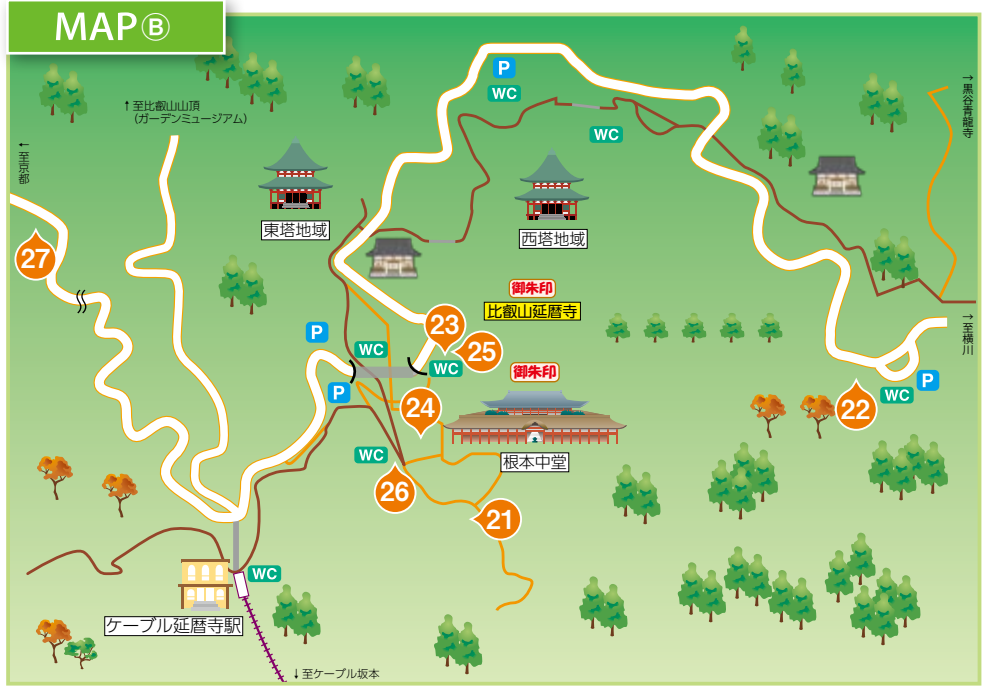 MAP Ⓑ
↑至比叡山山頂
(ガーデンミュージアム)
←至京都
→黒谷青龍寺
P
WC
WC
東塔地域
西塔地域
27
御朱印
比叡山延暦寺
23
25
P
WC
WC
→至横川
御朱印
P
24
22
WC
P
WC
根本中堂
26
21
WC
ケーブル延暦寺駅
↓至ケーブル坂本